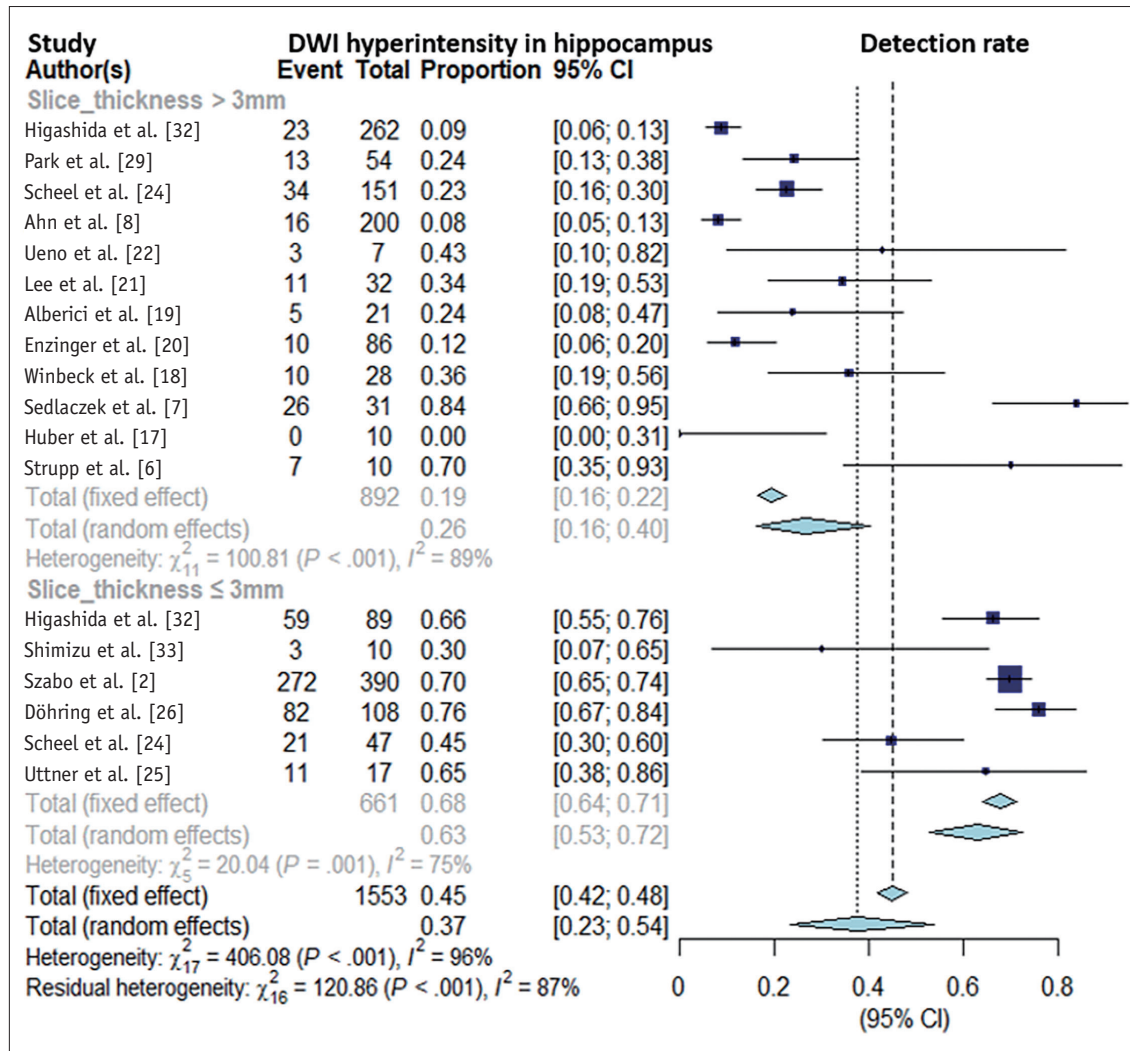 Study DWI hyperintensity in hippocampus Detection rate
Author(s) Event Total Proportion 95% CI
Slice_thickness > 3mm
Higashida et al. [32] 23 262 0.09 [0.06; 0.13]
Park et al. [29] 13 54 0.24 [0.13; 0.38]
Scheel et al. [24] 34 151 0.23 [0.16; 0.30]
Ahn et al. [8] 16 200 0.08 [0.05; 0.13]
Ueno et al. [22] 3 7 0.43 [0.10; 0.82]
Lee et al. [21] 11 32 0.34 [0.19; 0.53]
Alberici et al. [19] 5 21 0.24 [0.08; 0.47]
Enzinger et al. [20] 10 86 0.12 [0.06; 0.20]
Winbeck et al. [18] 10 28 0.36 [0.19; 0.56]
Sedlaczek et al. [7] 26 31 0.84 [0.66; 0.95]
Huber et al. [17] 0 10 0.00 [0.00; 0.31]
Strupp et al. [6] 7 10 0.70 [0.35; 0.93]
Total (fixed effect) 892 0.19 [0.16; 0.22]
Total (random effects) 0.26 [0.16; 0.40]
Heterogeneity: χ²₁₁ = 100.81 (P < .001), I² = 89%
Slice_thickness ≤ 3mm
Higashida et al. [32] 59 89 0.66 [0.55; 0.76]
Shimizu et al. [33] 3 10 0.30 [0.07; 0.65]
Szabo et al. [2] 272 390 0.70 [0.65; 0.74]
Döhring et al. [26] 82 108 0.76 [0.67; 0.84]
Scheel et al. [24] 21 47 0.45 [0.30; 0.60]
Uttner et al. [25] 11 17 0.65 [0.38; 0.86]
Total (fixed effect) 661 0.68 [0.64; 0.71]
Total (random effects) 0.63 [0.53; 0.72]
Heterogeneity: χ²₅ = 20.04 (P = .001), I² = 75%
Total (fixed effect) 1553 0.45 [0.42; 0.48]
Total (random effects) 0.37 [0.23; 0.54]
Heterogeneity: χ²₁₇ = 406.08 (P < .001), I² = 96%
Residual heterogeneity: χ²₁₆ = 120.86 (P < .001), I² = 87%
0 0.2 0.4 0.6 0.8
(95% CI)